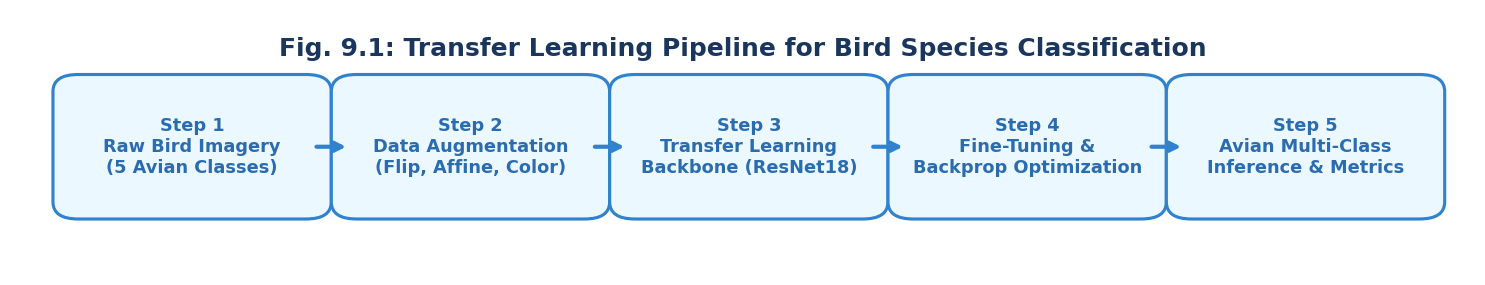 Fig. 9.1: Transfer Learning Pipeline for Bird Species Classification
Step 1
Raw Bird Imagery
(5 Avian Classes)
Step 2
Data Augmentation
(Flip, Affine, Color)
Step 3
Transfer Learning
Backbone (ResNet18)
Step 4
Fine-Tuning &
Backprop Optimization
Step 5
Avian Multi-Class
Inference & Metrics